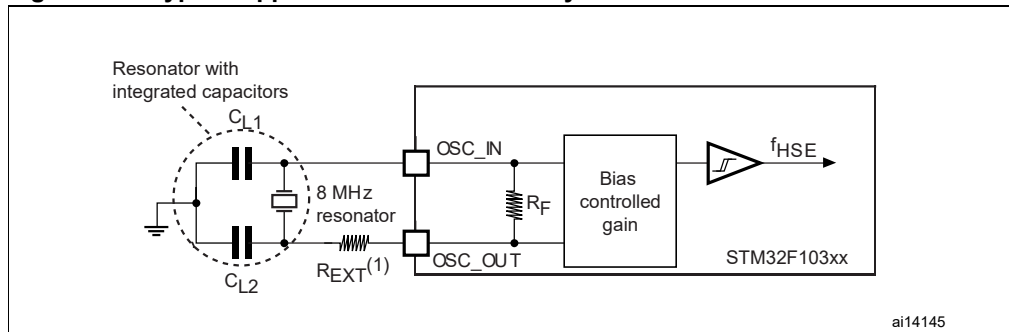 Resonator with
integrated capacitors
CL1
OSC_IN
fHSE
8 MHz
resonator
RF
Bias
controlled
gain
REXT(1)
OSC_OUT
STM32F103xx
CL2
ai14145